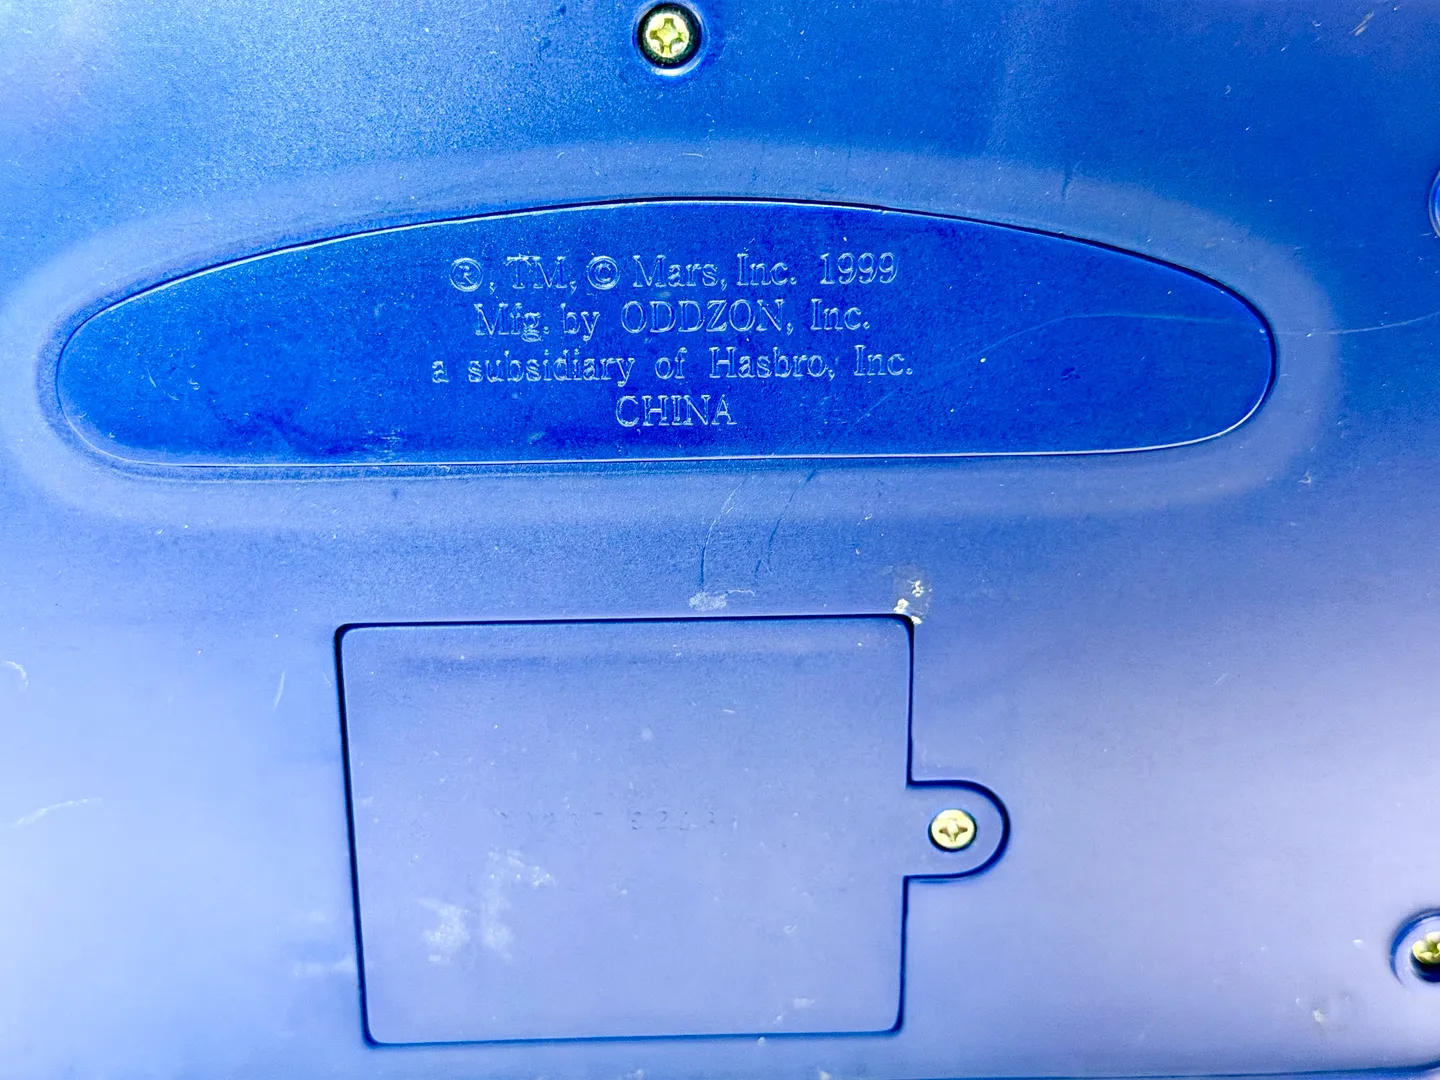 ®, TM, © Mars, Inc. 1999
Mfg. by ODDZON, Inc.
a subsidiary of Hasbro, Inc.
CHINA